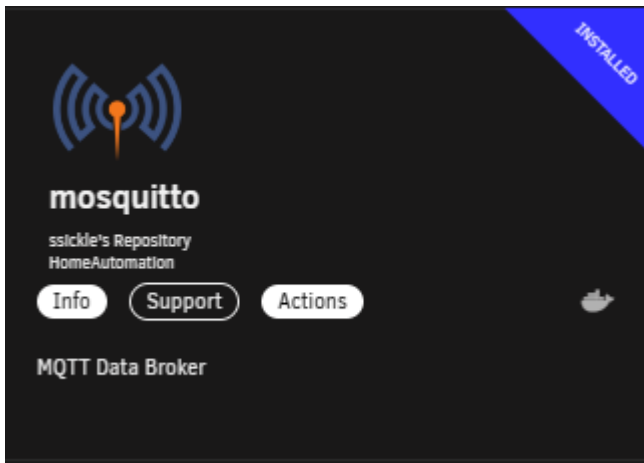 INSTALLED
mosquitto
ssickle's Repository
HomeAutomation
Info Support Actions
MQTT Data Broker